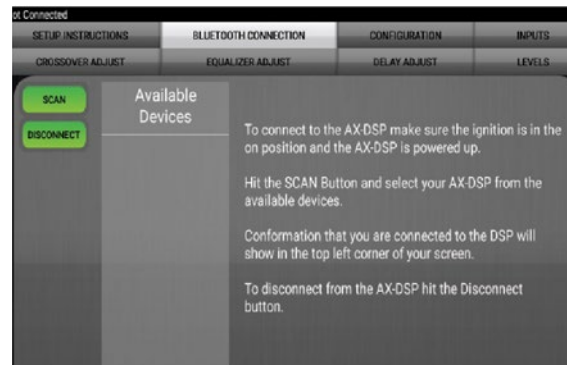 ot Connected
SETUP INSTRUCTIONS BLUETOOTH CONNECTION CONFIGURATION INPUTS
CROSSOVER ADJUST EQUALIZER ADJUST DELAY ADJUST LEVELS
SCAN
DISCONNECT
Available
Devices
To connect to the AX-DSP make sure the ignition is in the
on position and the AX-DSP is powered up.
Hit the SCAN Button and select your AX-DSP from the
available devices.
Conformation that you are connected to the DSP will
show in the top left corner of your screen.
To disconnect from the AX-DSP hit the Disconnect
button.